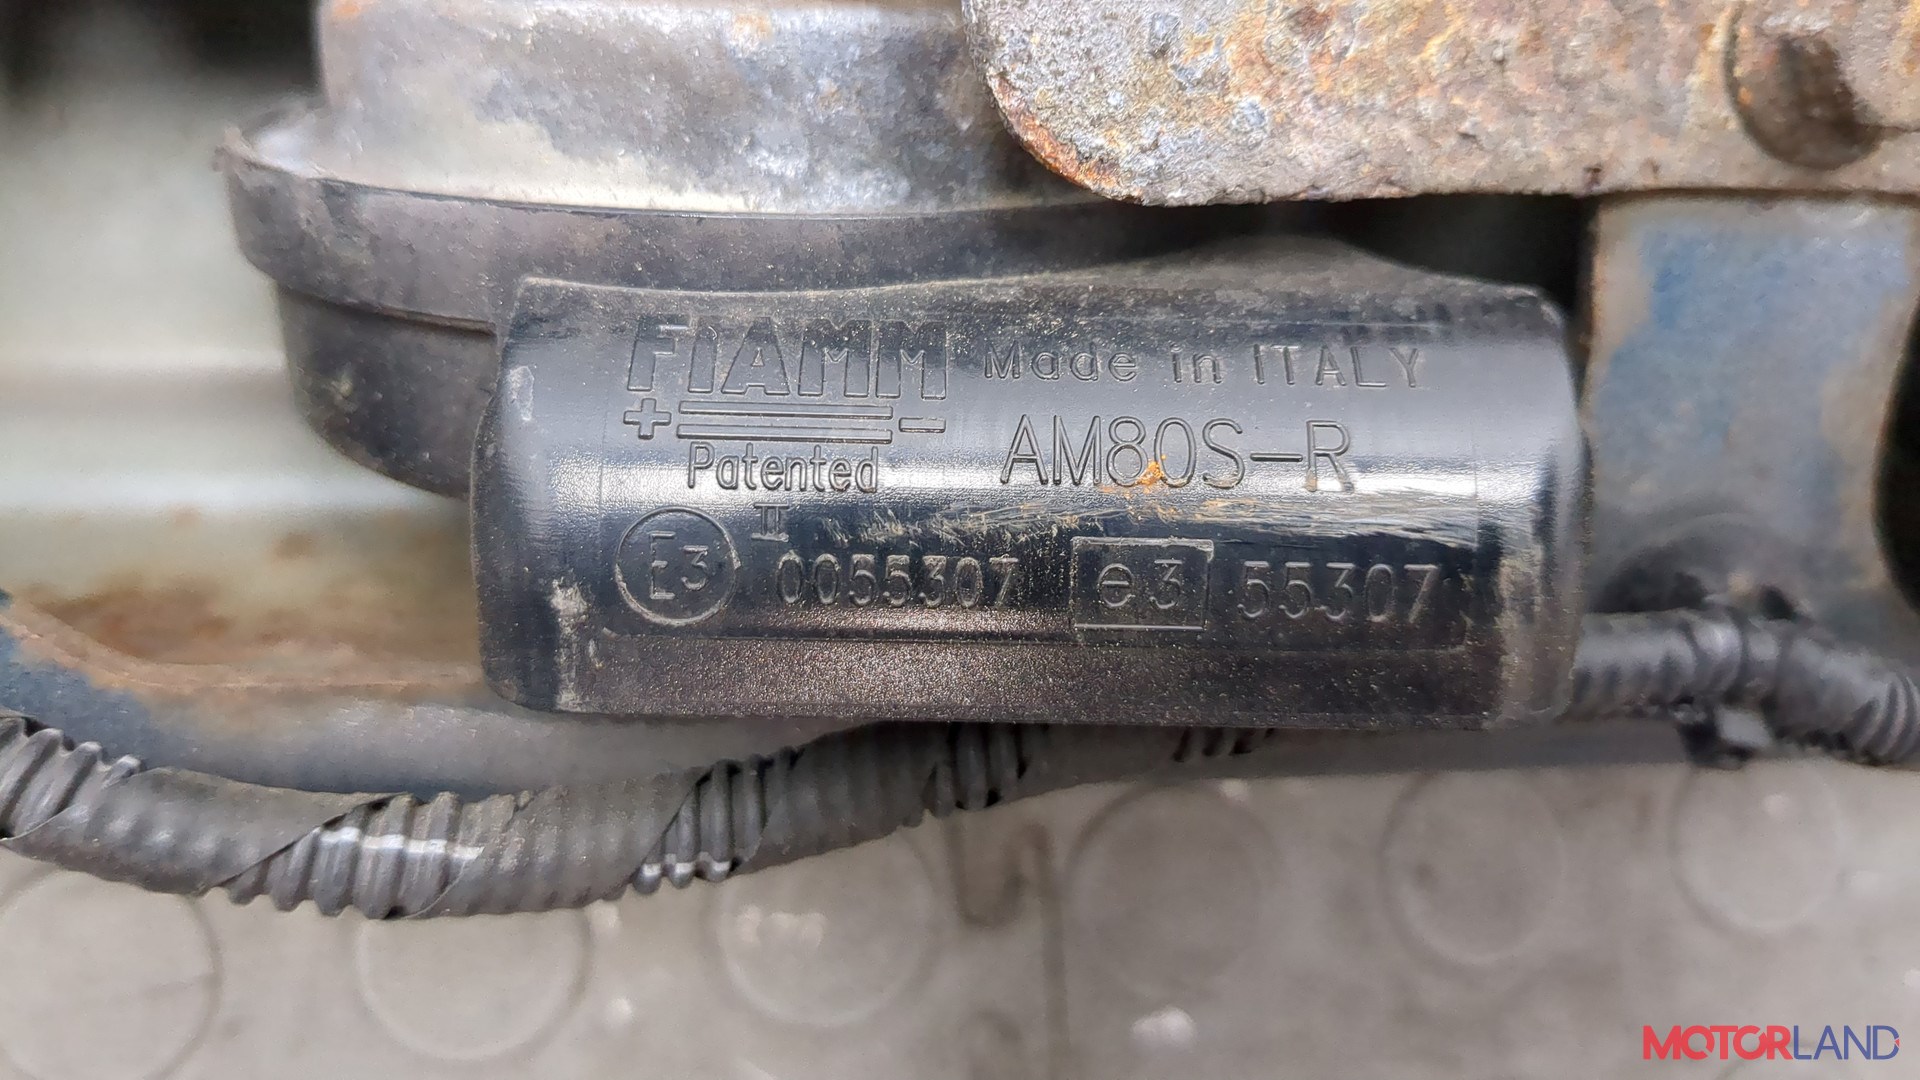 FIAMM Made in ITALY
+ -
Patented AM80S-R
II
E3 0055307 e3 55307
MOTORLAND